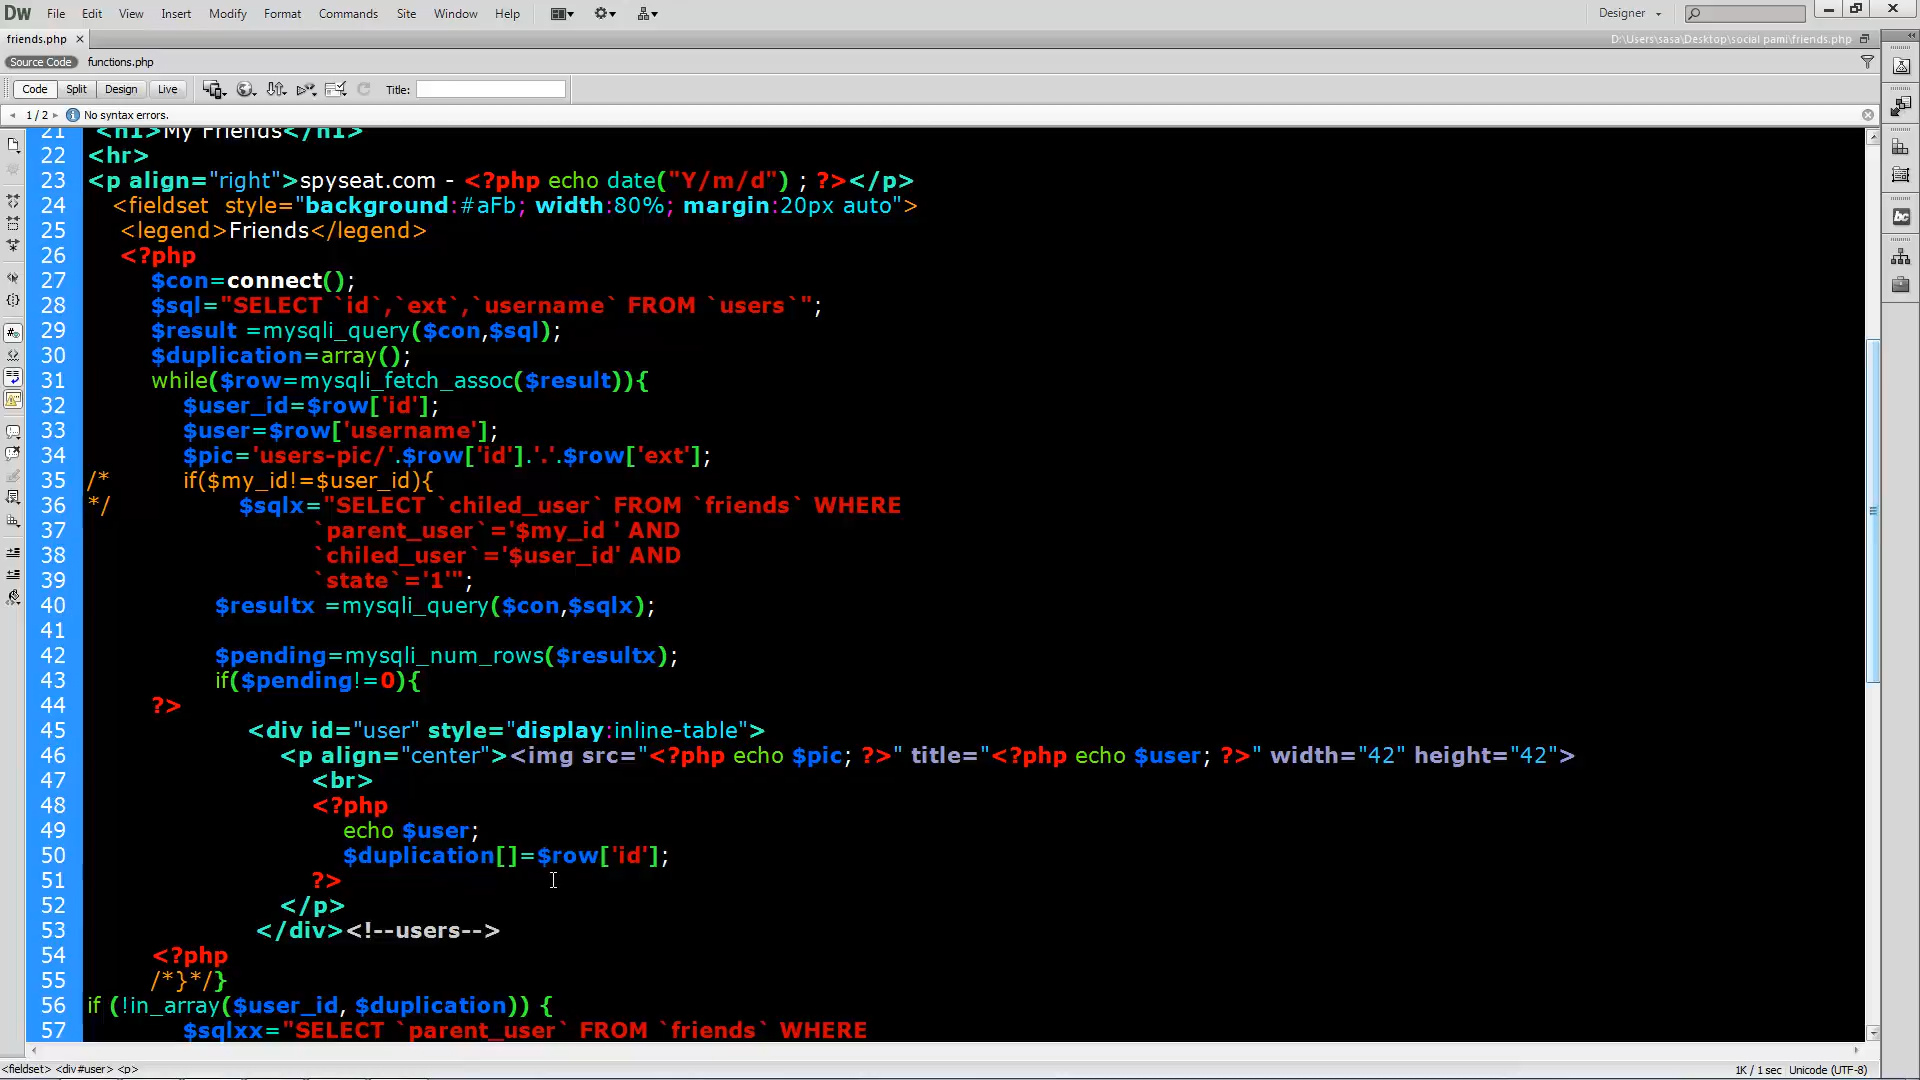 Dw File Edit View Insert Modify Format Commands Site Window Help Designer
friends.php × D:\Users\sasa\Desktop\social pami\friends.php
Source Code functions.php
Code Split Design Live Title:
1 / 2 No syntax errors.
21 <h1>My Friends</h1>
22 <hr>
23 <p align="right">spyseat.com - <?php echo date("Y/m/d") ; ?></p>
24 <fieldset style="background:#aFb; width:80%; margin:20px auto">
25 <legend>Friends</legend>
26 <?php
27 $con=connect();
28 $sql="SELECT `id`,`ext`,`username` FROM `users`";
29 $result =mysqli_query($con,$sql);
30 $duplication=array();
31 while($row=mysqli_fetch_assoc($result)){
32 $user_id=$row['id'];
33 $user=$row['username'];
34 $pic='users-pic/'.$row['id'].'.'.$row['ext'];
35 /* if($my_id!=$user_id){
36 */ $sqlx="SELECT `chiled_user` FROM `friends` WHERE
37 `parent_user`='$my_id ' AND
38 `chiled_user`='$user_id' AND
39 `state`='1'";
40 $resultx =mysqli_query($con,$sqlx);
41
42 $pending=mysqli_num_rows($resultx);
43 if($pending!=0){
44 ?>
45 <div id="user" style="display:inline-table">
46 <p align="center"><img src="<?php echo $pic; ?>" title="<?php echo $user; ?>" width="42" height="42">
47 <br>
48 <?php
49 echo $user;
50 $duplication[]=$row['id'];
51 ?>
52 </p>
53 </div><!--users-->
54 <?php
55 /*}*/}
56 if (!in_array($user_id, $duplication)) {
57 $sqlxx="SELECT `parent_user` FROM `friends` WHERE
<fieldset> <div#user> <p> 1K / 1 sec Unicode (UTF-8)